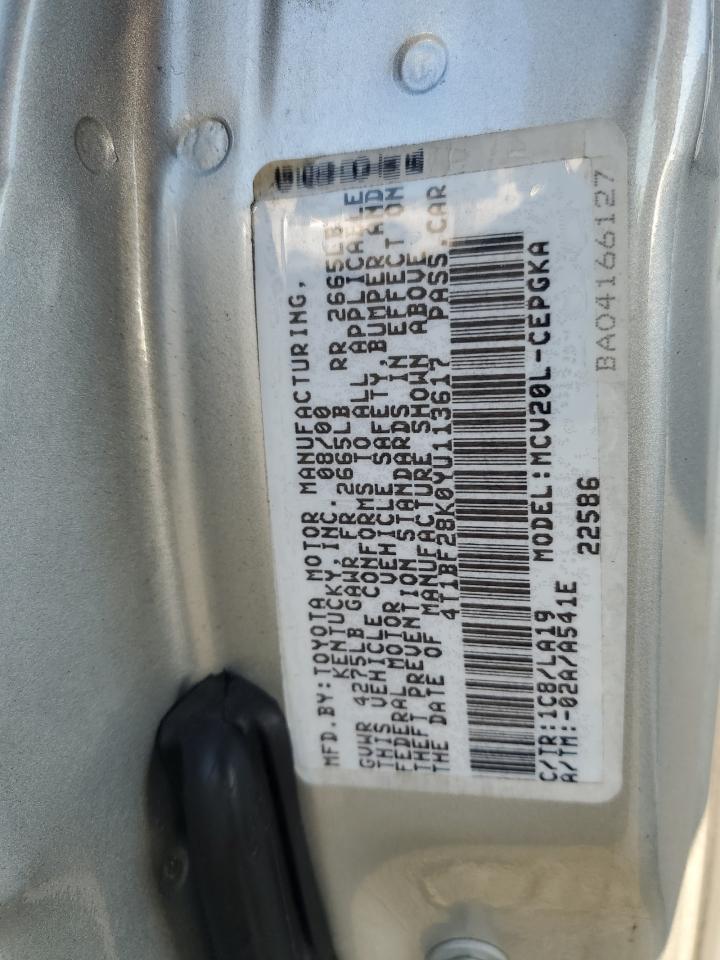 MFD.BY:TOYOTA MOTOR MANUFACTURING,
KENTUCKY,INC. 08/00
GVWR 4275LB GAWR FR 2665LB RR 2665LB
THIS VEHICLE CONFORMS TO ALL APPLICABLE
FEDERAL MOTOR VEHICLE SAFETY,BUMPER AND
THEFT PREVENTION STANDARDS IN EFFECT ON
THE DATE OF MANUFACTURE SHOWN ABOVE.
4T1BF28K0YU113617 PASS.CAR
C/TR:1C8/LA19 MODEL:MCV20L-CEPGKA
A/TM:-02A/A541E 22586
BA04166127